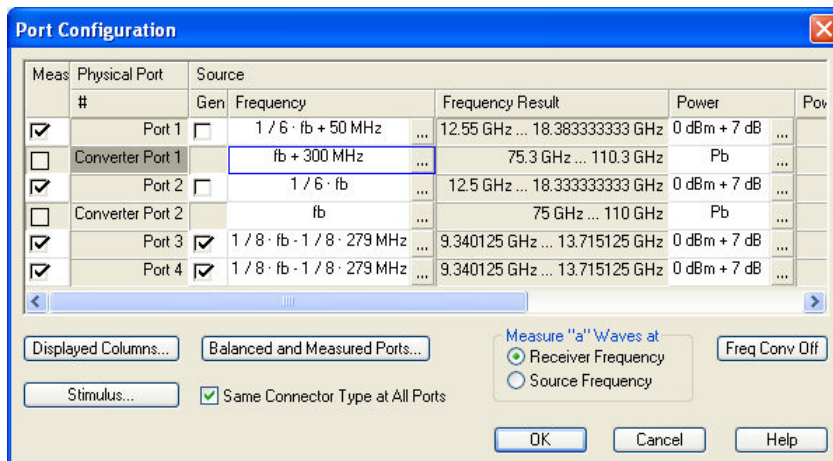 Port Configuration
Meas Physical Port Source
# Gen Frequency Frequency Result Power Pow
Port 1 1 / 6 · fb + 50 MHz ... 12.55 GHz ... 18.383333333 GHz 0 dBm + 7 dB ...
Converter Port 1 fb + 300 MHz ... 75.3 GHz ... 110.3 GHz Pb ...
Port 2 1 / 6 · fb ... 12.5 GHz ... 18.333333333 GHz 0 dBm + 7 dB ...
Converter Port 2 fb ... 75 GHz ... 110 GHz Pb ...
Port 3 1 / 8 · fb - 1 / 8 · 279 MHz ... 9.340125 GHz ... 13.715125 GHz 0 dBm + 7 dB ...
Port 4 1 / 8 · fb - 1 / 8 · 279 MHz ... 9.340125 GHz ... 13.715125 GHz 0 dBm + 7 dB ...
Displayed Columns... Balanced and Measured Ports... Measure "a" Waves at Freq Conv Off
Receiver Frequency
Stimulus... Same Connector Type at All Ports Source Frequency
OK Cancel Help